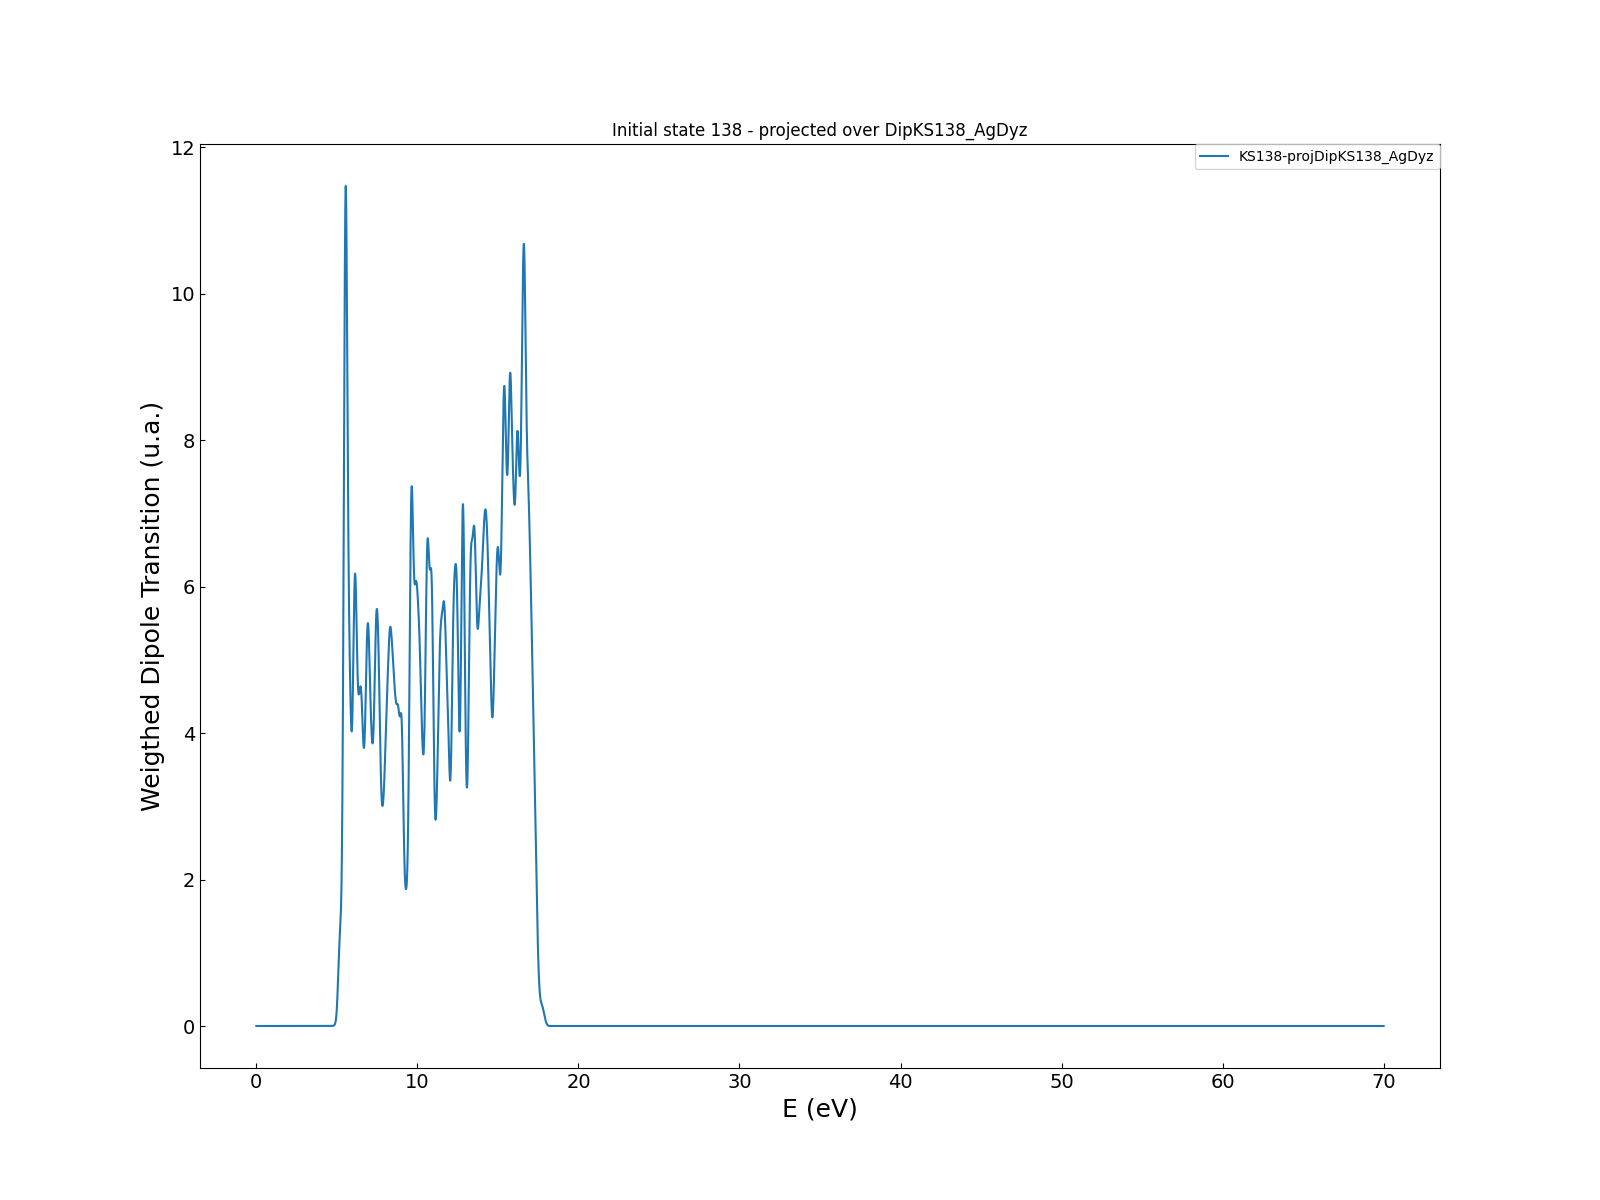 Initial state 138 - projected over DipKS138_AgDyz
KS138-projDipKS138_AgDyz
Weigthed Dipole Transition (u.a.)
12
10
8
6
4
2
0
0 10 20 30 40 50 60 70
E (eV)